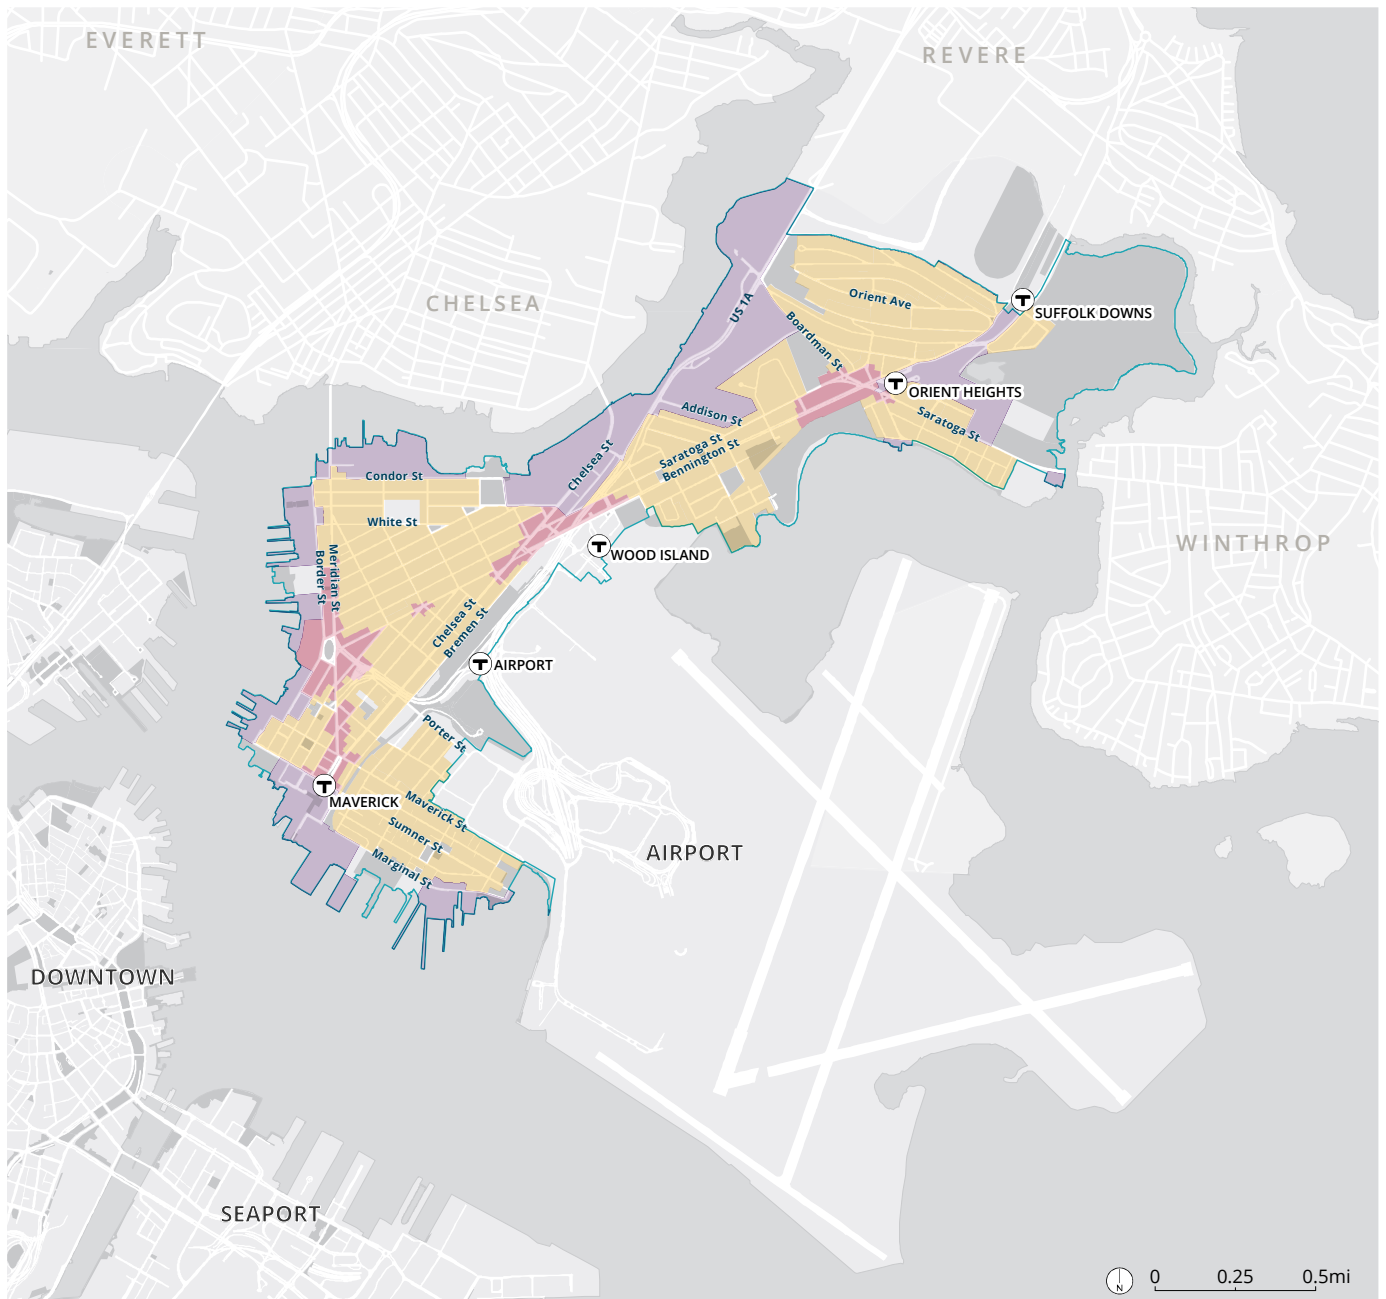 EVERETT
REVERE
CHELSEA
US 1A
Orient Ave
SUFFOLK DOWNS
Boardman St
T
T
ORIENT HEIGHTS
Addison St
Saratoga St
Saratoga St
Bennington St
Chelsea St
Condor St
White St
T
WOOD ISLAND
WINTHROP
Meridian St
Border St
Chelsea St
Bremen St
T
AIRPORT
Porter St
T
MAVERICK
Maverick St
Sumner St
Marginal St
AIRPORT
DOWNTOWN
SEAPORT
N
0 0.25 0.5mi